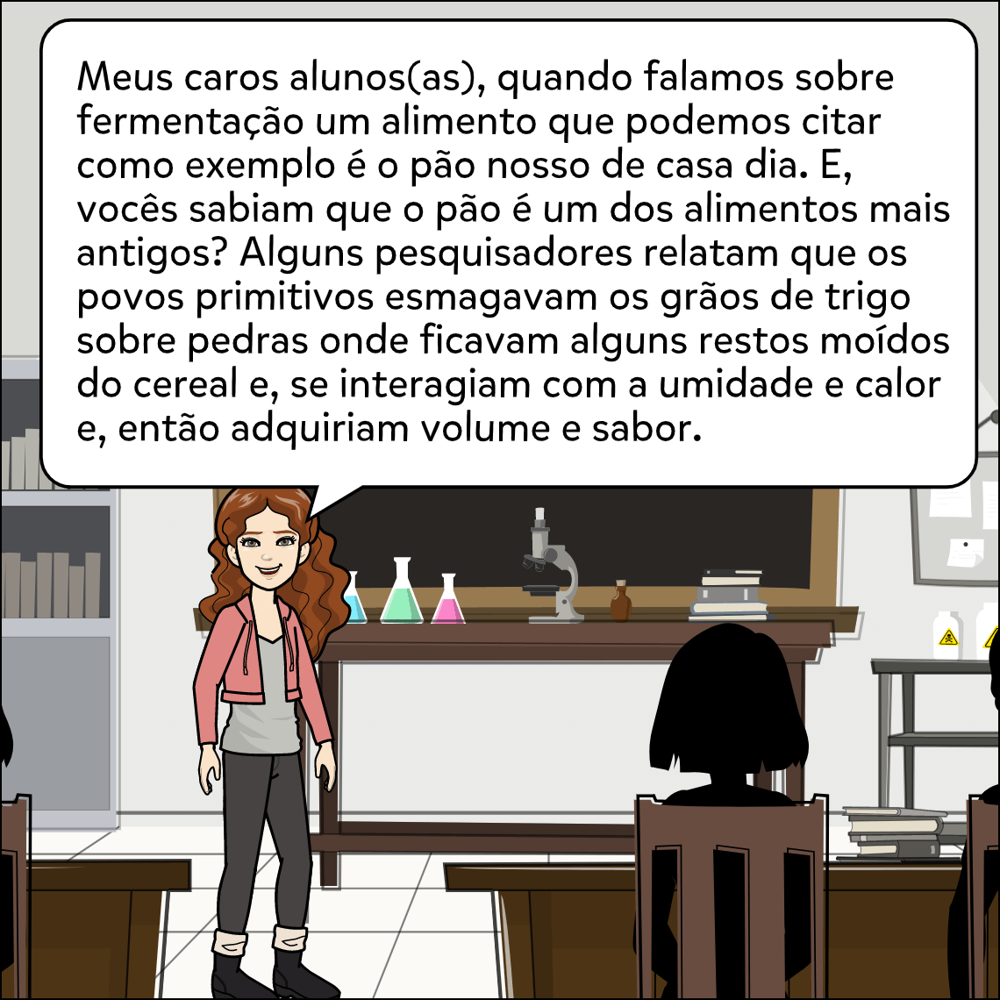 Meus caros alunos(as), quando falamos sobre
fermentação um alimento que podemos citar
como exemplo é o pão nosso de casa dia. E,
vocês sabiam que o pão é um dos alimentos mais
antigos? Alguns pesquisadores relatam que os
povos primitivos esmagavam os grãos de trigo
sobre pedras onde ficavam alguns restos moídos
do cereal e, se interagiam com a umidade e calor
e, então adquiriam volume e sabor.